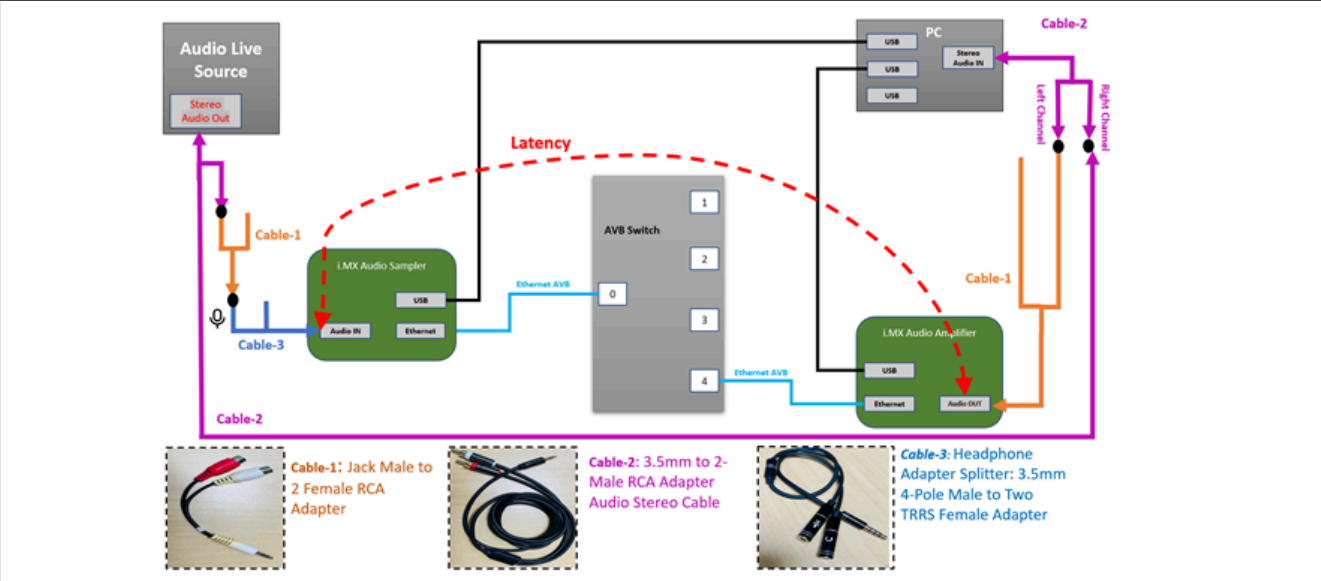 Audio Live
Source
Stereo
Audio Out
Cable-2
PC
USB
USB
USB
Stereo
Audio IN
Left Channel
Right Channel
Latency
Cable-1
i.MX Audio Sampler
USB
Audio IN
Ethernet
Cable-3
Ethernet AVB
AVB Switch
0
1
2
3
4
Ethernet AVB
Cable-1
i.MX Audio Amplifier
USB
Ethernet
Audio OUT
Cable-2
Cable-1: Jack Male to
2 Female RCA
Adapter
Cable-2: 3.5mm to 2-
Male RCA Adapter
Audio Stereo Cable
Cable-3: Headphone
Adapter Splitter: 3.5mm
4-Pole Male to Two
TRRS Female Adapter